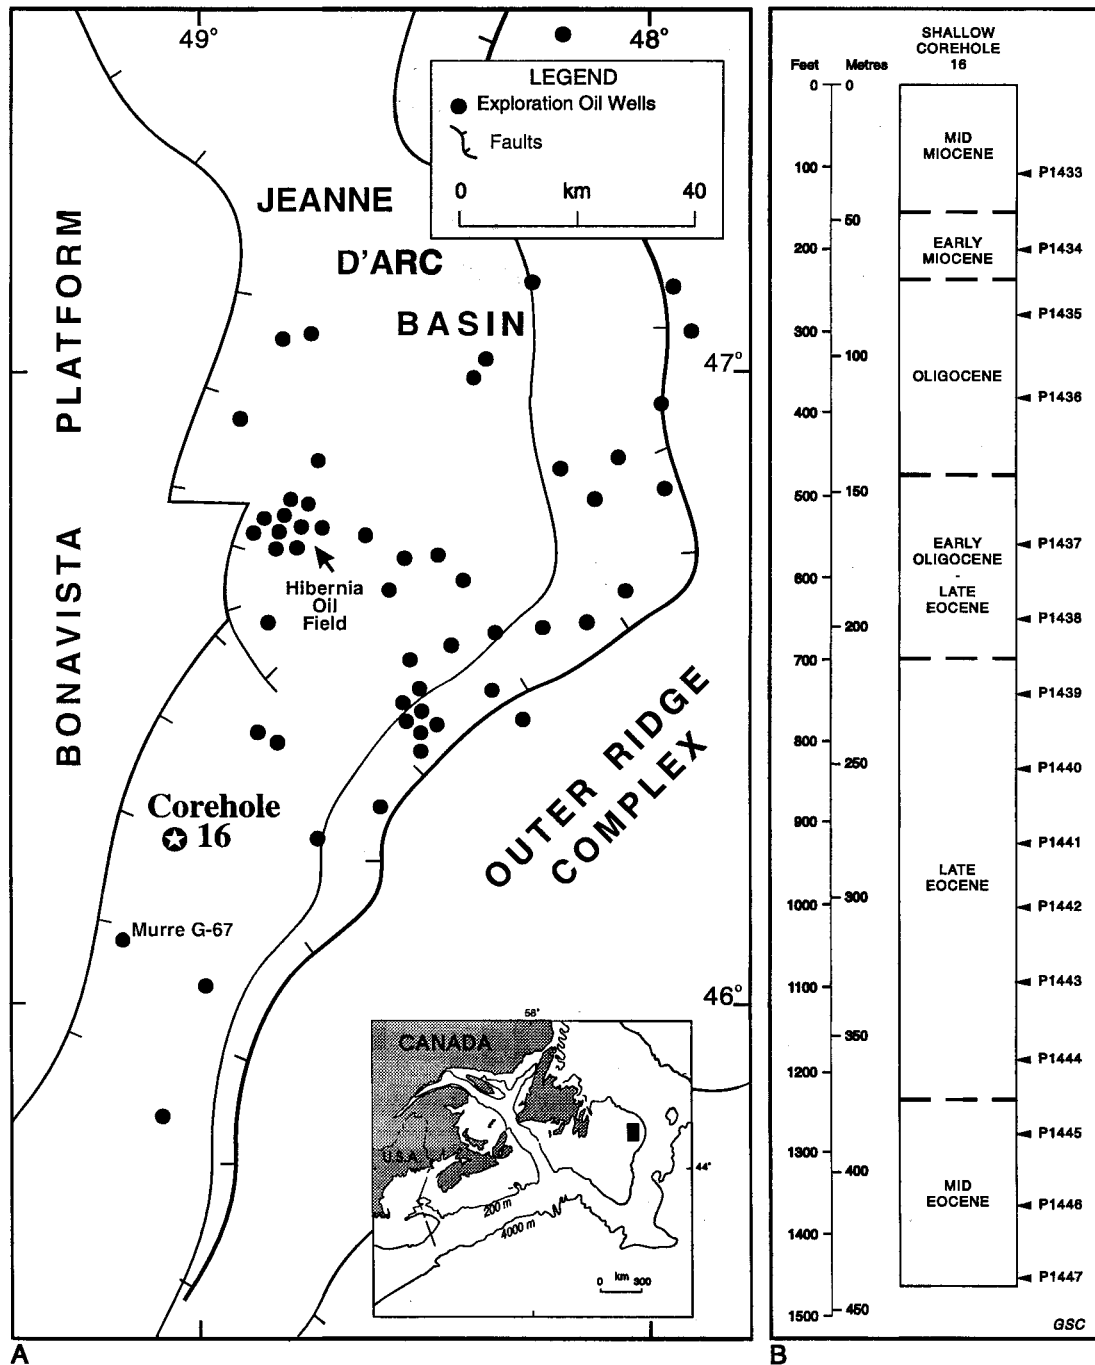 49°
48°
LEGEND
Exploration Oil Wells
Faults
0 km 40
JEANNE
D'ARC
BASIN
47°
PLATFORM
BONAVISTA
Hibernia
Oil
Field
OUTER RIDGE
COMPLEX
Corehole
16
Murre G-67
46°
58°
CANADA
U.S.A.
44°
200 m
4000 m
0 km 300
A
SHALLOW
COREHOLE
16
Feet Metres
0 0
MID
MIOCENE
100
P1433
50
200
EARLY
MIOCENE
P1434
P1435
300
100
OLIGOCENE
P1436
400
500
150
EARLY
OLIGOCENE
P1437
600
-
LATE
EOCENE
P1438
200
700
P1439
800
250
P1440
900
P1441
LATE
EOCENE
1000
300
P1442
1100
P1443
350
P1444
1200
P1445
1300
400
MID
EOCENE
P1446
1400
P1447
1500
450
GSC
B